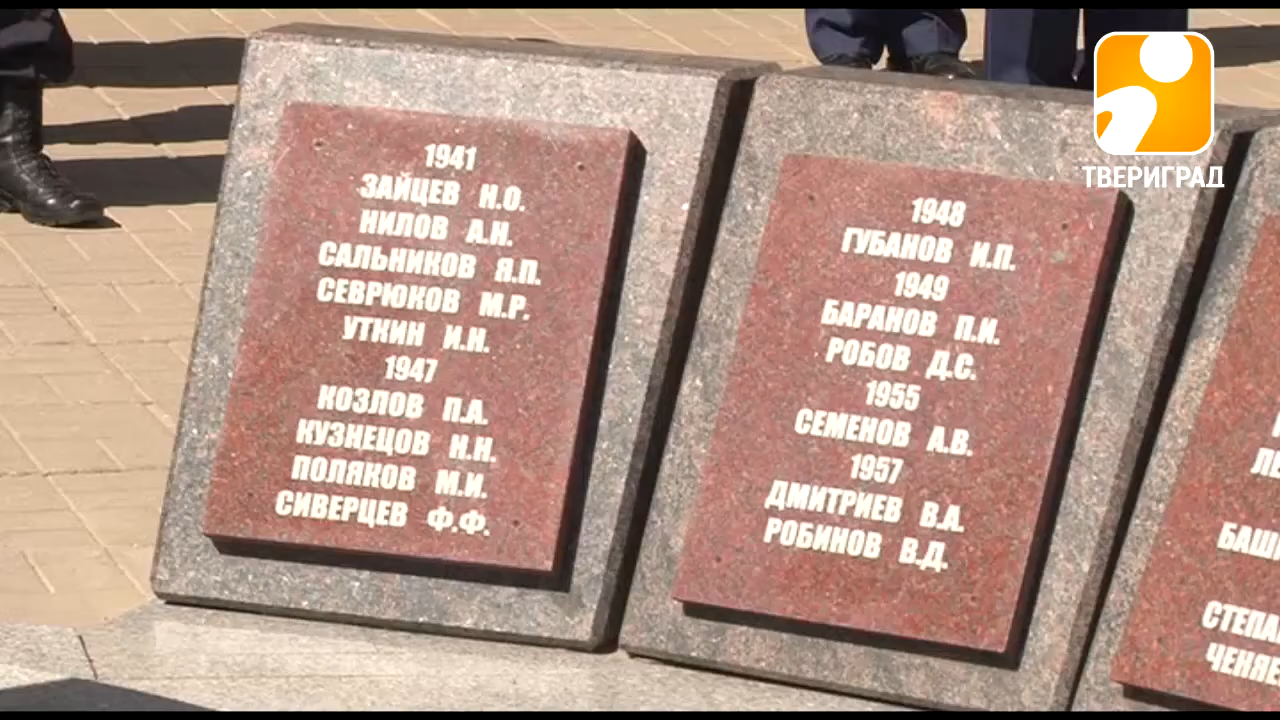 1941
ЗАЙЦЕВ Н.О.
НИЛОВ А.Н.
САЛЬНИКОВ Я.П.
СЕВРЮКОВ М.Р.
УТКИН И.Н.
1947
КОЗЛОВ П.А.
КУЗНЕЦОВ Н.Н.
ПОЛЯКОВ М.И.
СИВЕРЦЕВ Ф.Ф.
1948
ГУБАНОВ И.П.
1949
БАРАНОВ П.И.
РОБОВ Д.С.
1955
СЕМЕНОВ А.В.
1957
ДМИТРИЕВ В.А.
РОБИНОВ В.Д.
ТВЕРИГРАД